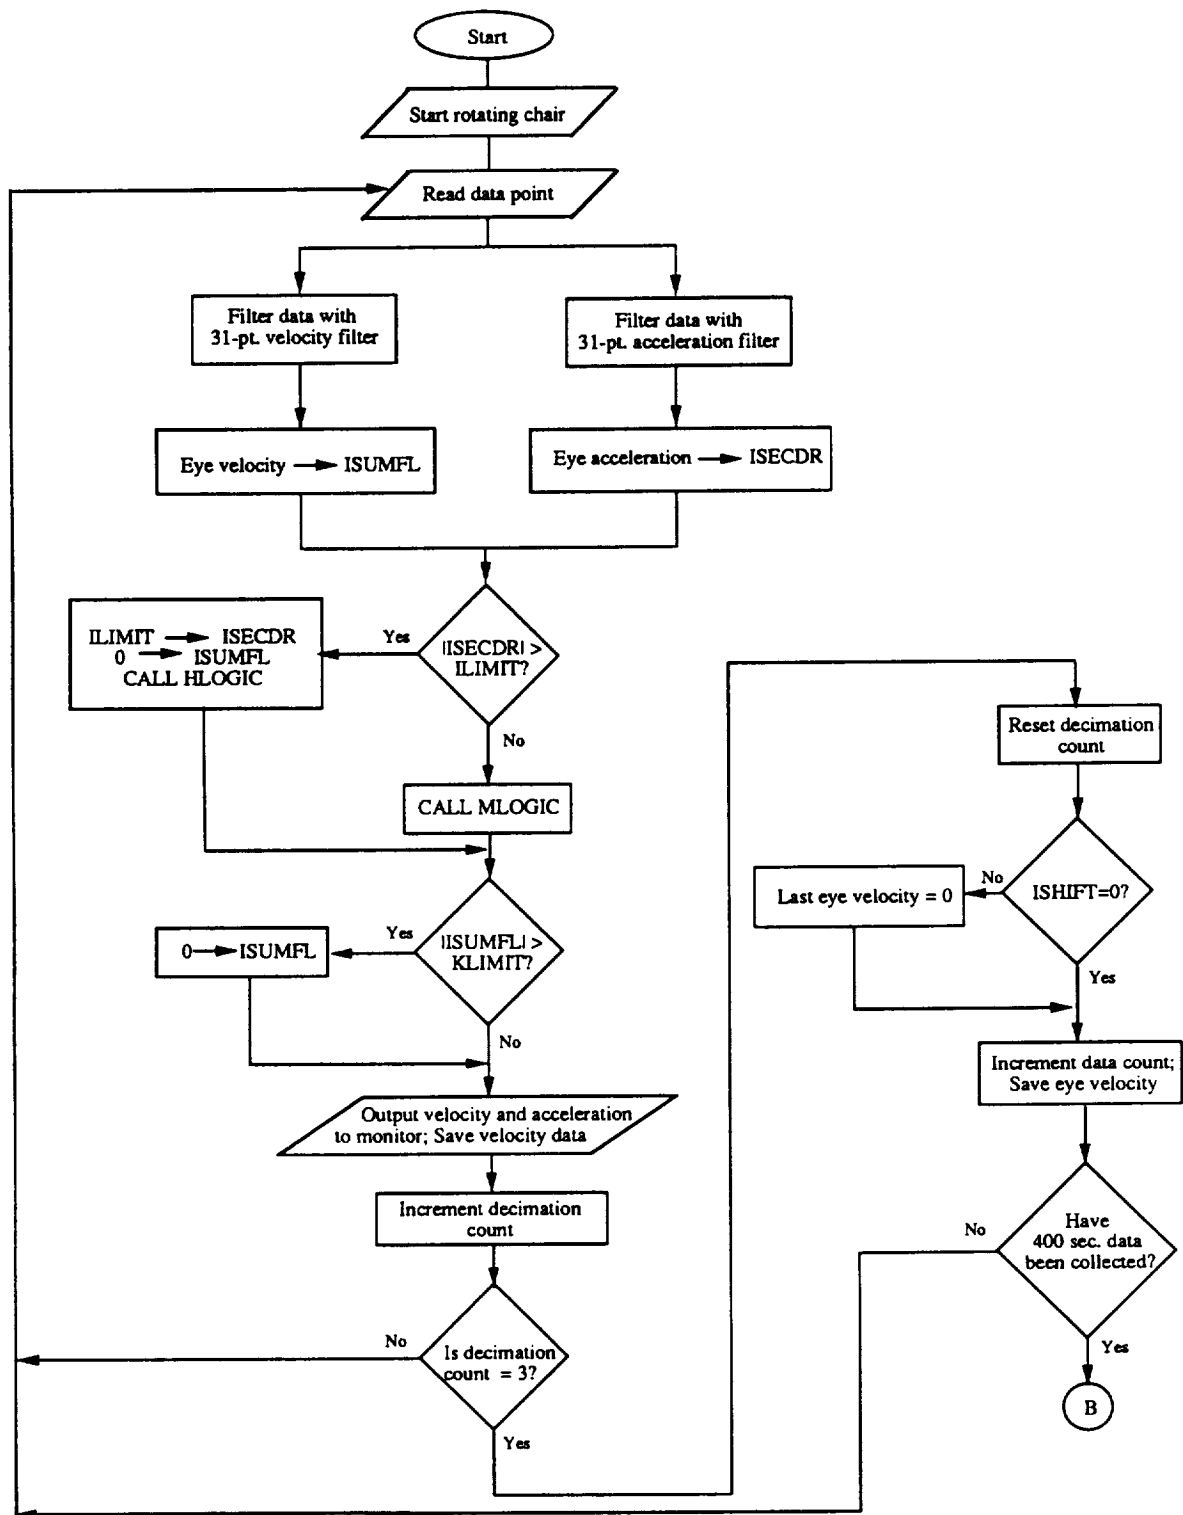 Start
Start rotating chair
Read data point
Filter data with
31-pt. velocity filter
Filter data with
31-pt. acceleration filter
Eye velocity → ISUMFL
Eye acceleration → ISECDR
|ISECDR| >
ILIMIT?
Yes
ILIMIT → ISECDR
0 → ISUMFL
CALL HLOGIC
No
CALL MLOGIC
|ISUMFL| >
KLIMIT?
Yes
0 → ISUMFL
No
Output velocity and acceleration
to monitor; Save velocity data
Increment decimation
count
Is decimation
count = 3?
No
Yes
Reset decimation
count
ISHIFT=0?
No
Last eye velocity = 0
Yes
Increment data count;
Save eye velocity
Have
400 sec. data
been collected?
No
Yes
B